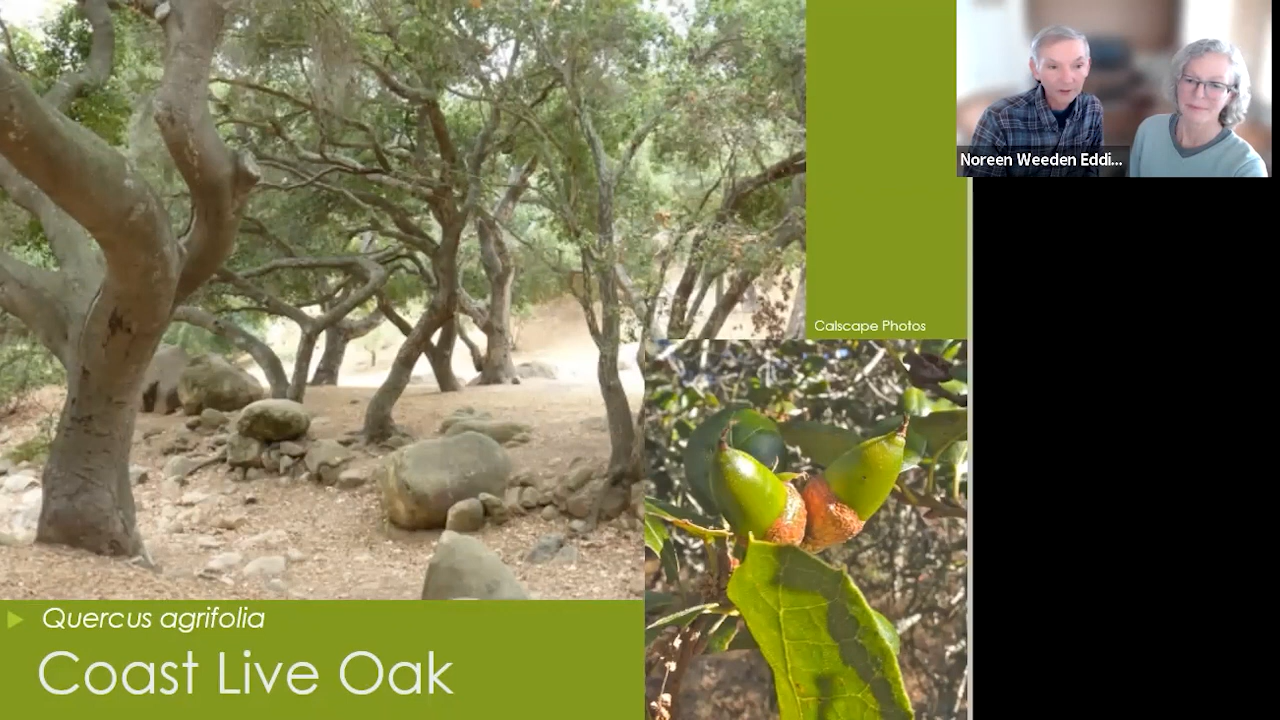 Noreen Weeden Eddi...
Calscape Photos
Quercus agrifolia
Coast Live Oak